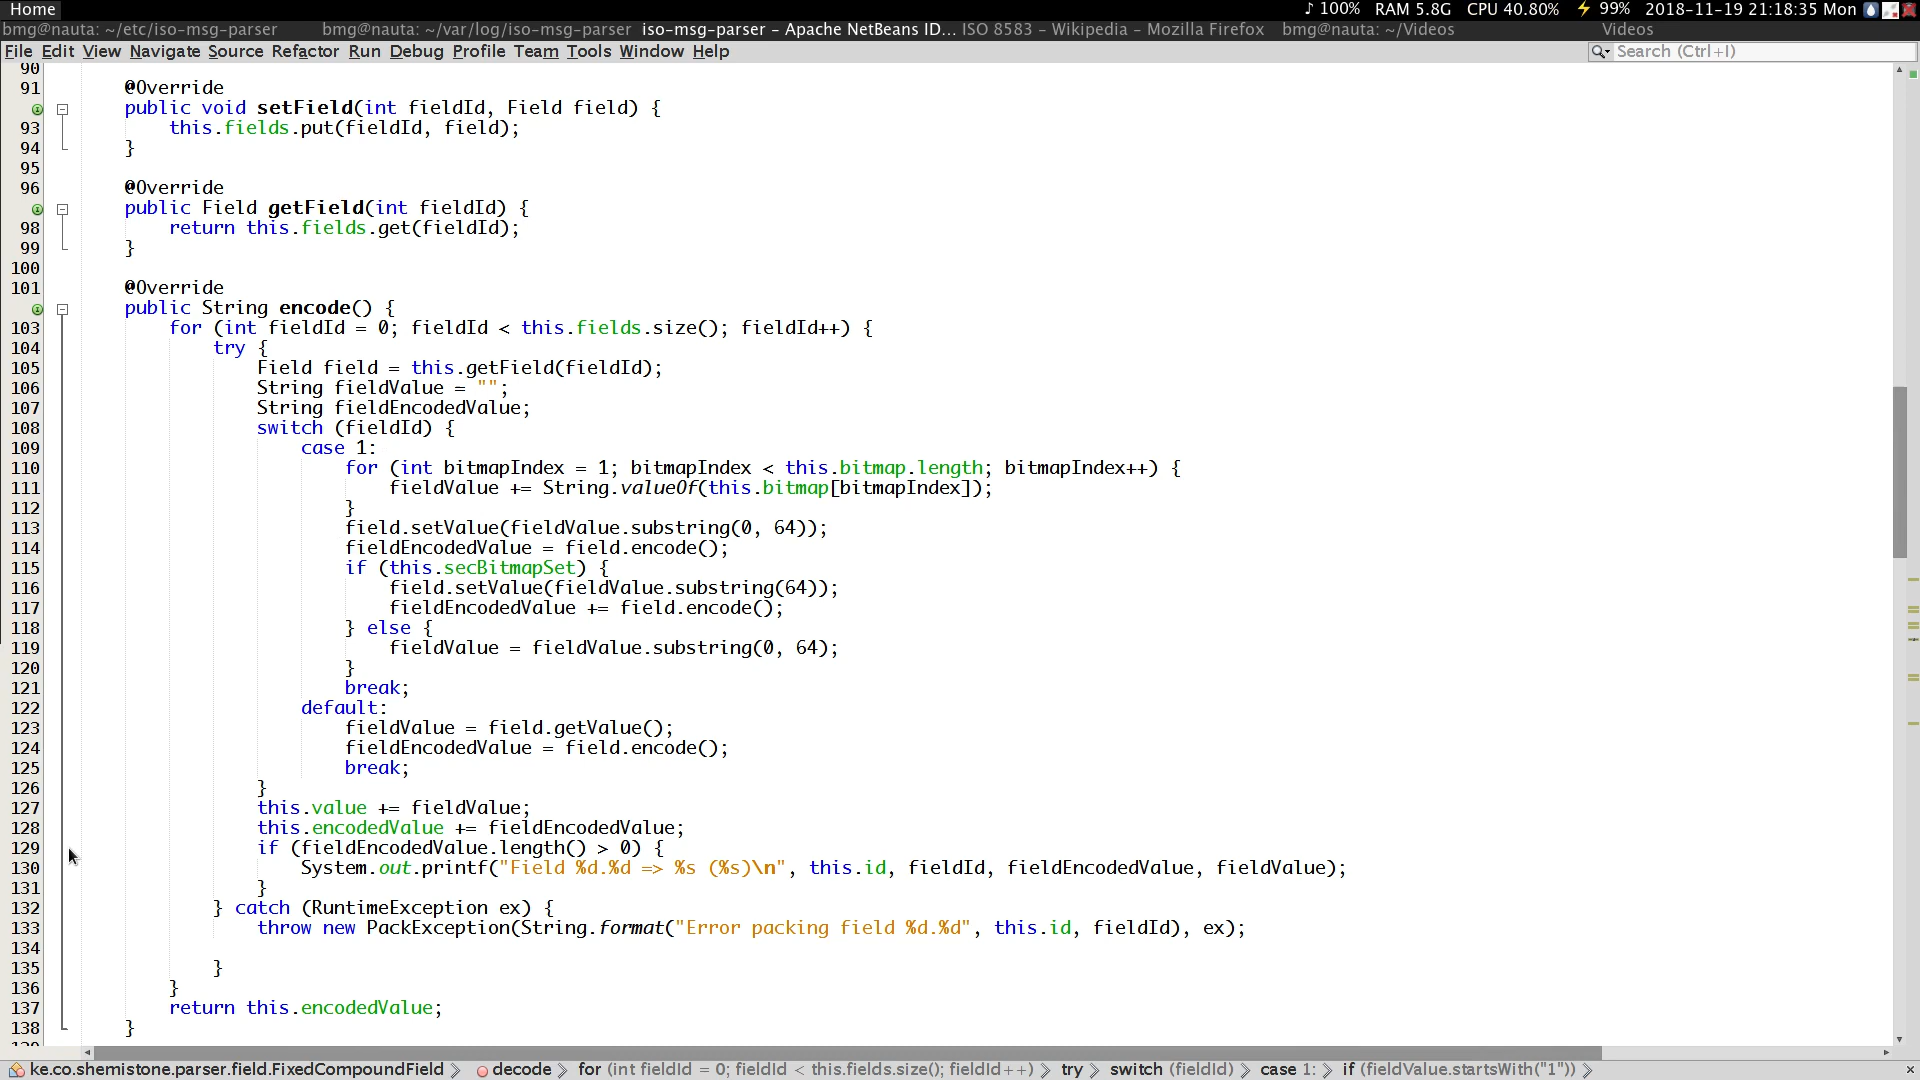 Home ♪ 100% RAM 5.8G CPU 40.80% ⚡ 99% 2018-11-19 21:18:35 Mon
bmg@nauta: ~/etc/iso-msg-parser bmg@nauta: ~/var/log/iso-msg-parser iso-msg-parser – Apache NetBeans ID... ISO 8583 – Wikipedia – Mozilla Firefox bmg@nauta: ~/Videos Videos
File Edit View Navigate Source Refactor Run Debug Profile Team Tools Window Help Search (Ctrl+I)
90
91 @Override
public void setField(int fieldId, Field field) {
93 this.fields.put(fieldId, field);
94 }
95
96 @Override
public Field getField(int fieldId) {
98 return this.fields.get(fieldId);
99 }
100
101 @Override
public String encode() {
103 for (int fieldId = 0; fieldId < this.fields.size(); fieldId++) {
104 try {
105 Field field = this.getField(fieldId);
106 String fieldValue = "";
107 String fieldEncodedValue;
108 switch (fieldId) {
109 case 1:
110 for (int bitmapIndex = 1; bitmapIndex < this.bitmap.length; bitmapIndex++) {
111 fieldValue += String.valueOf(this.bitmap[bitmapIndex]);
112 }
113 field.setValue(fieldValue.substring(0, 64));
114 fieldEncodedValue = field.encode();
115 if (this.secBitmapSet) {
116 field.setValue(fieldValue.substring(64));
117 fieldEncodedValue += field.encode();
118 } else {
119 fieldValue = fieldValue.substring(0, 64);
120 }
121 break;
122 default:
123 fieldValue = field.getValue();
124 fieldEncodedValue = field.encode();
125 break;
126 }
127 this.value += fieldValue;
128 this.encodedValue += fieldEncodedValue;
129 if (fieldEncodedValue.length() > 0) {
130 System.out.printf("Field %d.%d => %s (%s)\n", this.id, fieldId, fieldEncodedValue, fieldValue);
131 }
132 } catch (RuntimeException ex) {
133 throw new PackException(String.format("Error packing field %d.%d", this.id, fieldId), ex);
134
135 }
136 }
137 return this.encodedValue;
138 }
ke.co.shemistone.parser.field.FixedCompoundField decode for (int fieldId = 0; fieldId < this.fields.size(); fieldId++) try switch (fieldId) case 1: if (fieldValue.startsWith("1"))